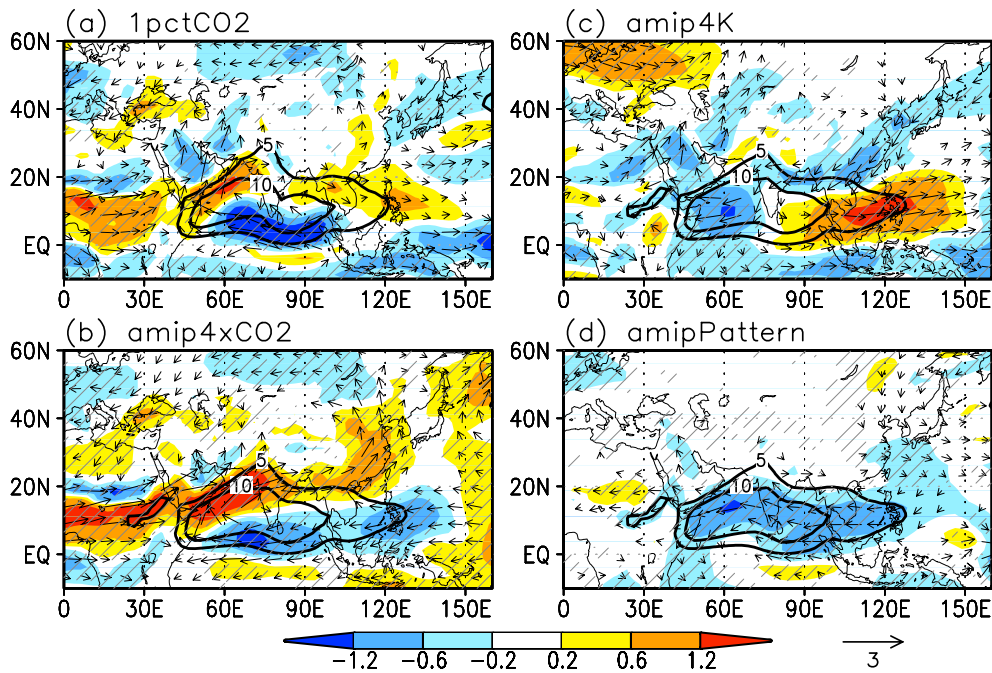 (a) 1pctCO2
60N
40N
20N
EQ
5
10
0 30E 60E 90E 120E 150E
(c) amip4K
60N
40N
20N
EQ
5
10
0 30E 60E 90E 120E 150E
(b) amip4xCO2
60N
40N
20N
EQ
5
10
0 30E 60E 90E 120E 150E
(d) amipPattern
60N
40N
20N
EQ
5
10
0 30E 60E 90E 120E 150E
-1.2 -0.6 -0.2 0.2 0.6 1.2
3